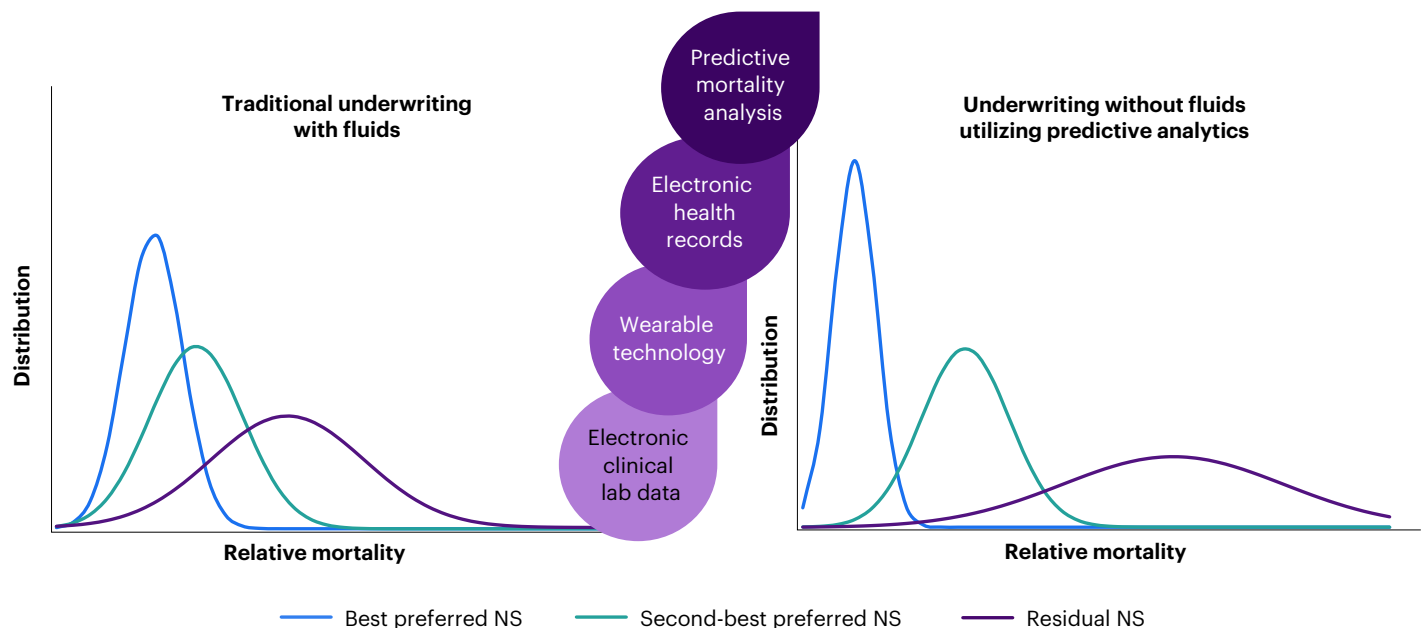 Traditional underwriting
with fluids
Distribution
Relative mortality
Predictive
mortality
analysis
Electronic
health
records
Wearable
technology
Electronic
clinical
lab data
Underwriting without fluids
utilizing predictive analytics
Distribution
Relative mortality
Best preferred NS
Second-best preferred NS
Residual NS